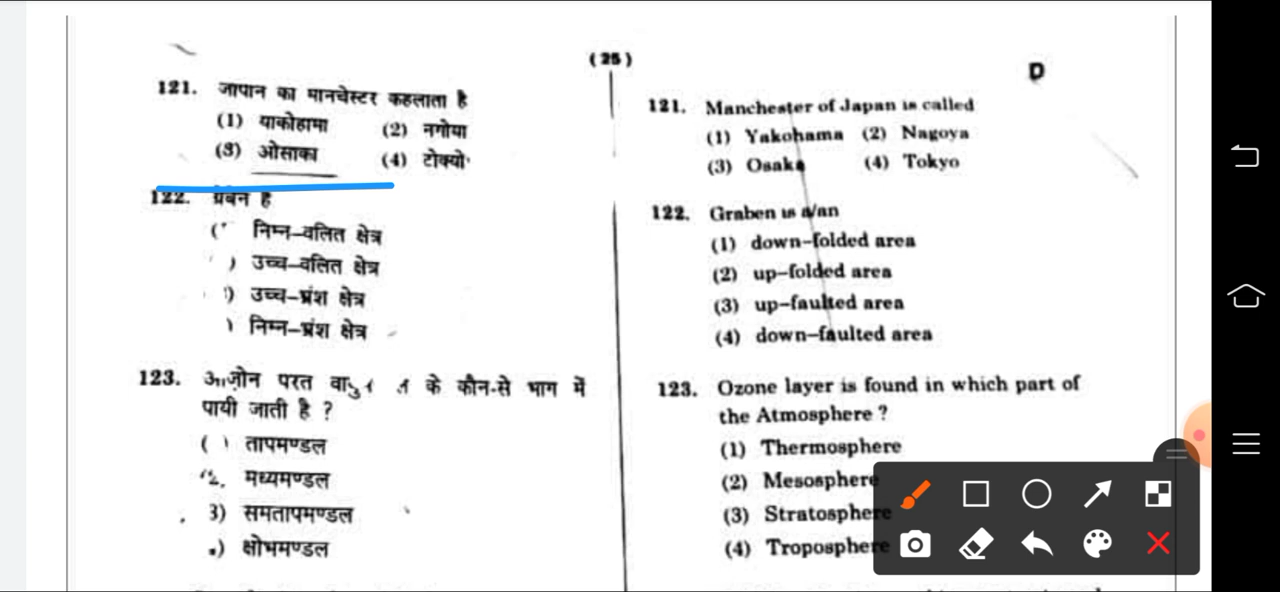 (25)
D
121. जापान का मानचेस्टर कहलाता है
(1) याकोहामा (2) नगोया
(3) ओसाका (4) टोक्यो
122. ग्रेबेन है
( निम्न–वलित क्षेत्र
) उच्च–वलित क्षेत्र
) उच्च–भ्रंश क्षेत्र
) निम्न–भ्रंश क्षेत्र
123. ओज़ोन परत के कौन-से भाग में
पायी जाती है ?
( ) तापमण्डल
2. मध्यमण्डल
3) समतापमण्डल
) क्षोभमण्डल
121. Manchester of Japan is called
(1) Yakohama (2) Nagoya
(3) Osaka (4) Tokyo
122. Graben is a/an
(1) down–folded area
(2) up–folded area
(3) up–faulted area
(4) down–faulted area
123. Ozone layer is found in which part of
the Atmosphere ?
(1) Thermosphere
(2) Mesosphere
(3) Stratosphere
(4) Troposphere